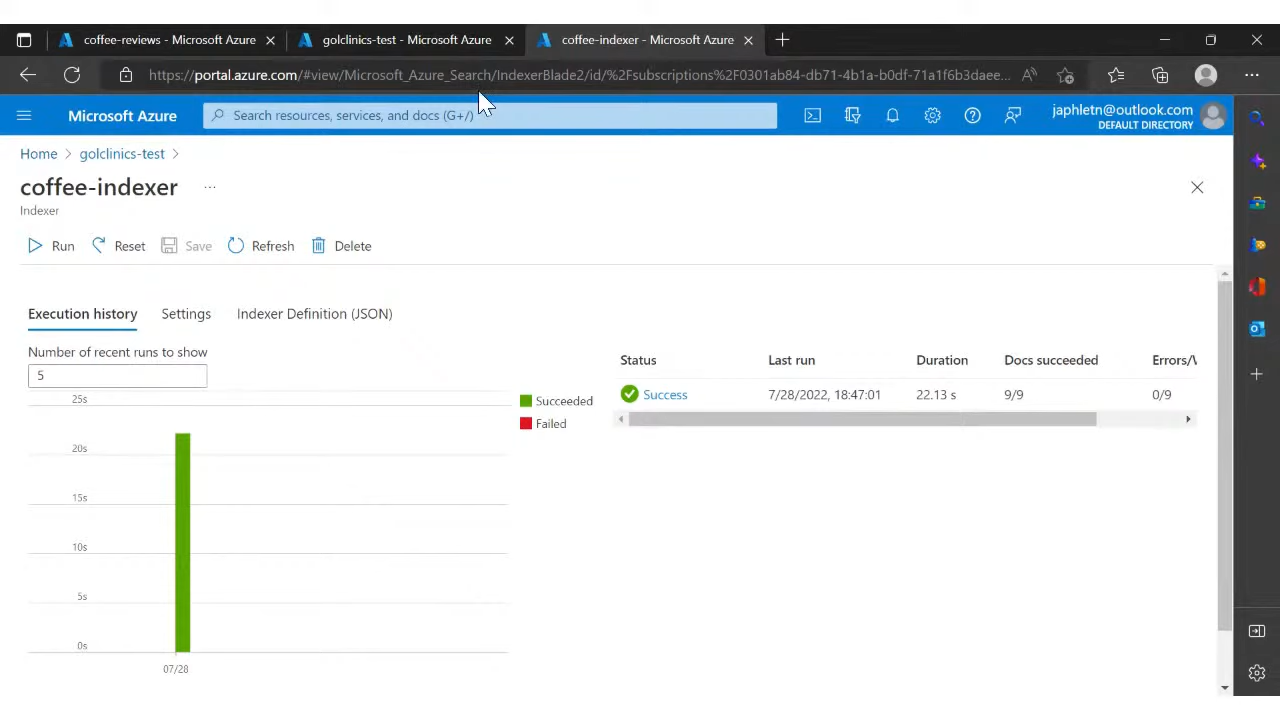 coffee-reviews - Microsoft Azure
golclinics-test - Microsoft Azure
coffee-indexer - Microsoft Azure
https://portal.azure.com/#view/Microsoft_Azure_Search/IndexerBlade2/id/%2Fsubscriptions%2F0301ab84-db71-4b1a-b0df-71a1f6b3daee...
Microsoft Azure
Search resources, services, and docs (G+/)
japhletn@outlook.com
DEFAULT DIRECTORY
Home > golclinics-test >
coffee-indexer ...
Indexer
Run Reset Save Refresh Delete
Execution history Settings Indexer Definition (JSON)
Number of recent runs to show
5
25s
20s
15s
10s
5s
0s
07/28
Succeeded
Failed
Status Last run Duration Docs succeeded Errors/W
Success 7/28/2022, 18:47:01 22.13 s 9/9 0/9